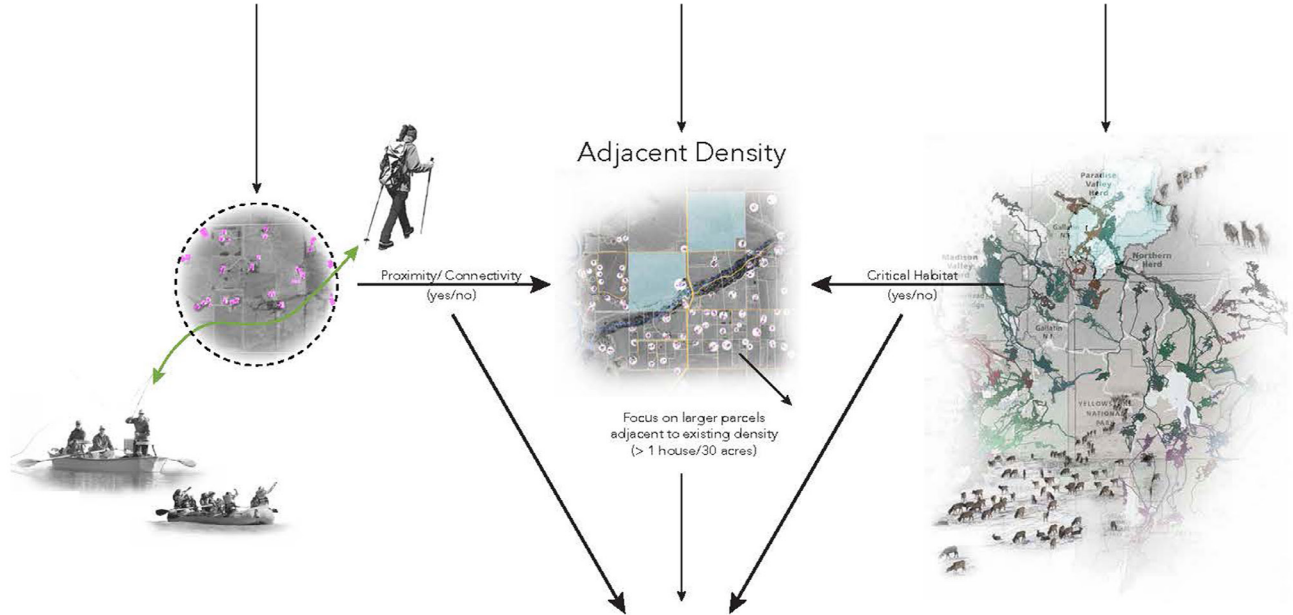 Adjacent Density
Proximity/ Connectivity
(yes/no)
Critical Habitat
(yes/no)
Focus on larger parcels
adjacent to existing density
(> 1 house/30 acres)
Paradise
Valley
Herd
Northern
Herd
Madison
Valley
Gallatin
YELLOWSTONE
NATIONAL
PARK